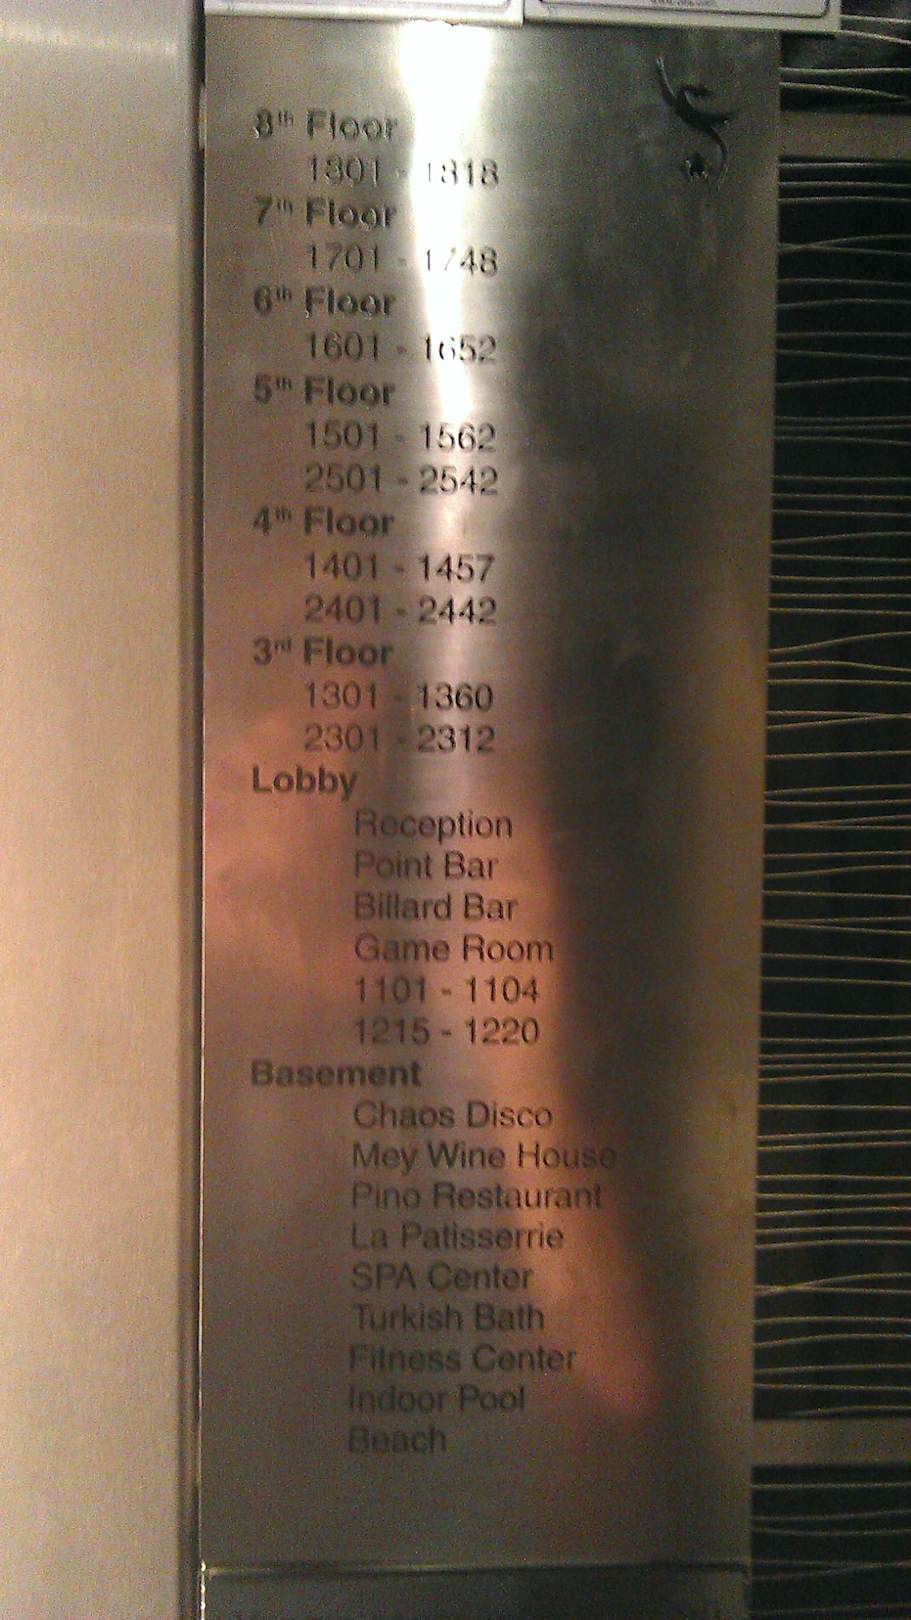 8th Floor
1801 - 1818
7th Floor
1701 - 1748
6th Floor
1601 - 1652
5th Floor
1501 - 1562
2501 - 2542
4th Floor
1401 - 1457
2401 - 2442
3rd Floor
1301 - 1360
2301 - 2312
Lobby
Reception
Point Bar
Billard Bar
Game Room
1101 - 1104
1215 - 1220
Basement
Chaos Disco
Mey Wine House
Pino Restaurant
La Patisserrie
SPA Center
Turkish Bath
Fitness Center
Indoor Pool
Beach